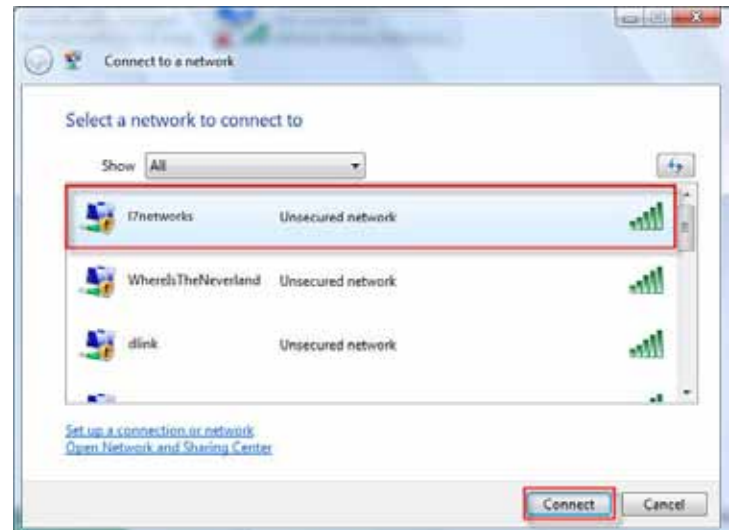 Connect to a network
Select a network to connect to
Show All
l7networks Unsecured network
WhereIsTheNeverland Unsecured network
dlink Unsecured network
Set up a connection or network
Open Network and Sharing Center
Connect Cancel